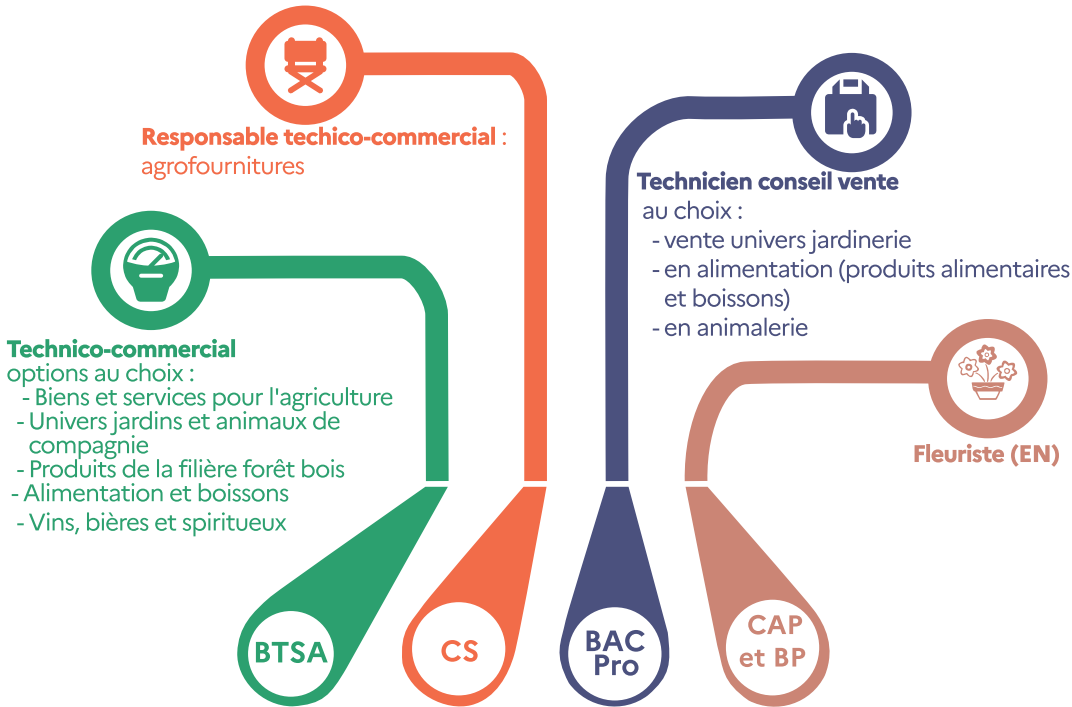 Responsable techico-commercial :
agrofournitures
Technicien conseil vente
au choix :
- vente univers jardinerie
- en alimentation (produits alimentaires
et boissons)
- en animalerie
Technico-commercial
options au choix :
- Biens et services pour l'agriculture
- Univers jardins et animaux de
compagnie
- Produits de la filière forêt bois
- Alimentation et boissons
- Vins, bières et spiritueux
Fleuriste (EN)
BTSA
CS
BAC
Pro
CAP
et BP